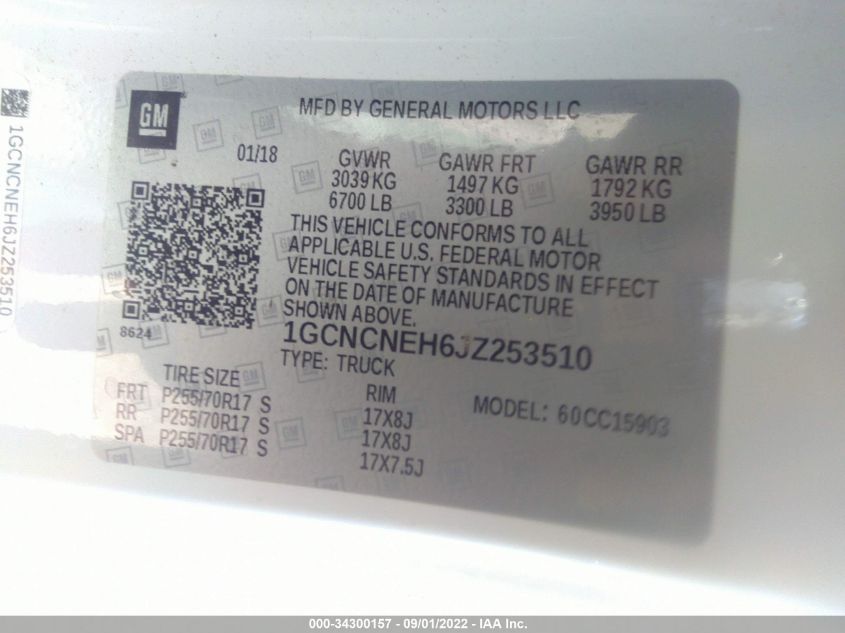 1GCNCNEH6JZ253510
GM
MFD BY GENERAL MOTORS LLC
01/18
GVWR GAWR FRT GAWR RR
3039 KG 1497 KG 1792 KG
6700 LB 3300 LB 3950 LB
THIS VEHICLE CONFORMS TO ALL
APPLICABLE U.S. FEDERAL MOTOR
VEHICLE SAFETY STANDARDS IN EFFECT
ON THE DATE OF MANUFACTURE
SHOWN ABOVE.
8624
1GCNCNEH6JZ253510
TYPE: TRUCK
TIRE SIZE RIM MODEL: 60CC15903
FRT P255/70R17 S 17X8J
RR P255/70R17 S 17X8J
SPA P255/70R17 S 17X7.5J
000-34300157 - 09/01/2022 - IAA Inc.